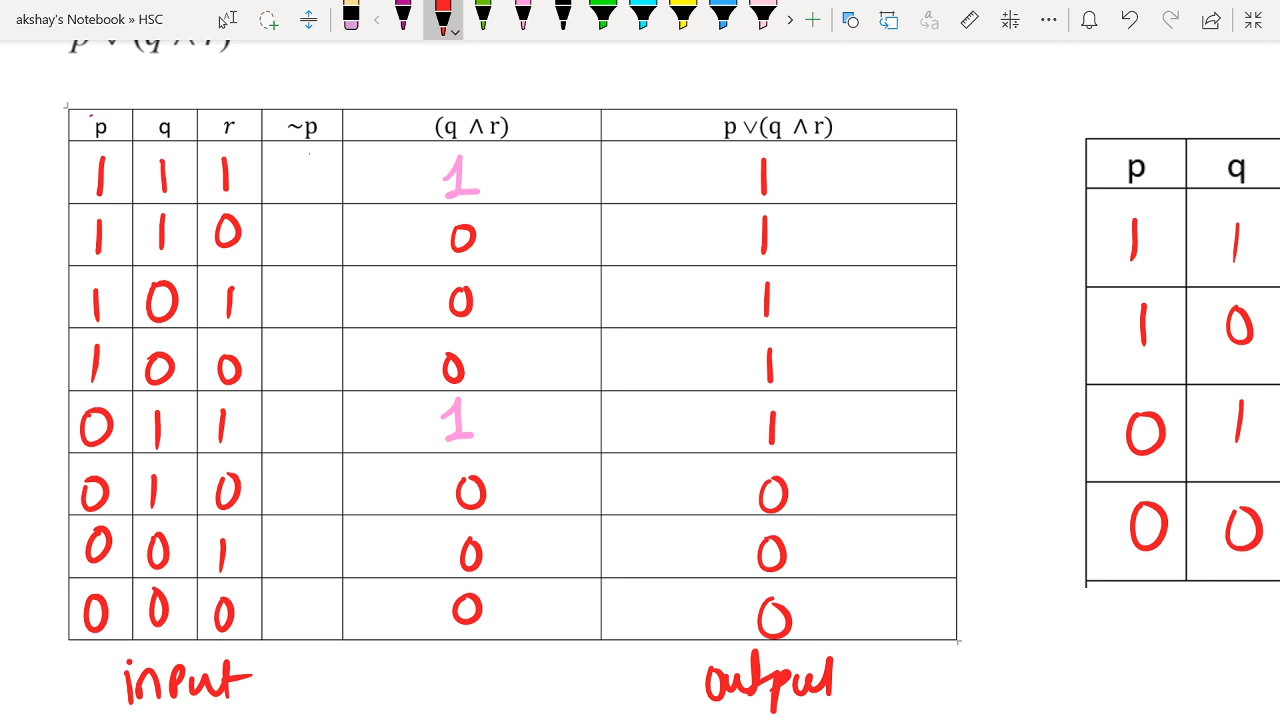 akshay's Notebook » HSC
p ∨ (q ∧ r)
p q r ~p (q ∧ r) p ∨(q ∧ r)
1 1 1 1 1
1 1 0 0 1
1 0 1 0 1
1 0 0 0 1
0 1 1 1 1
0 1 0 0 0
0 0 1 0 0
0 0 0 0 0
input output
p q
1 1
1 0
0 1
0 0